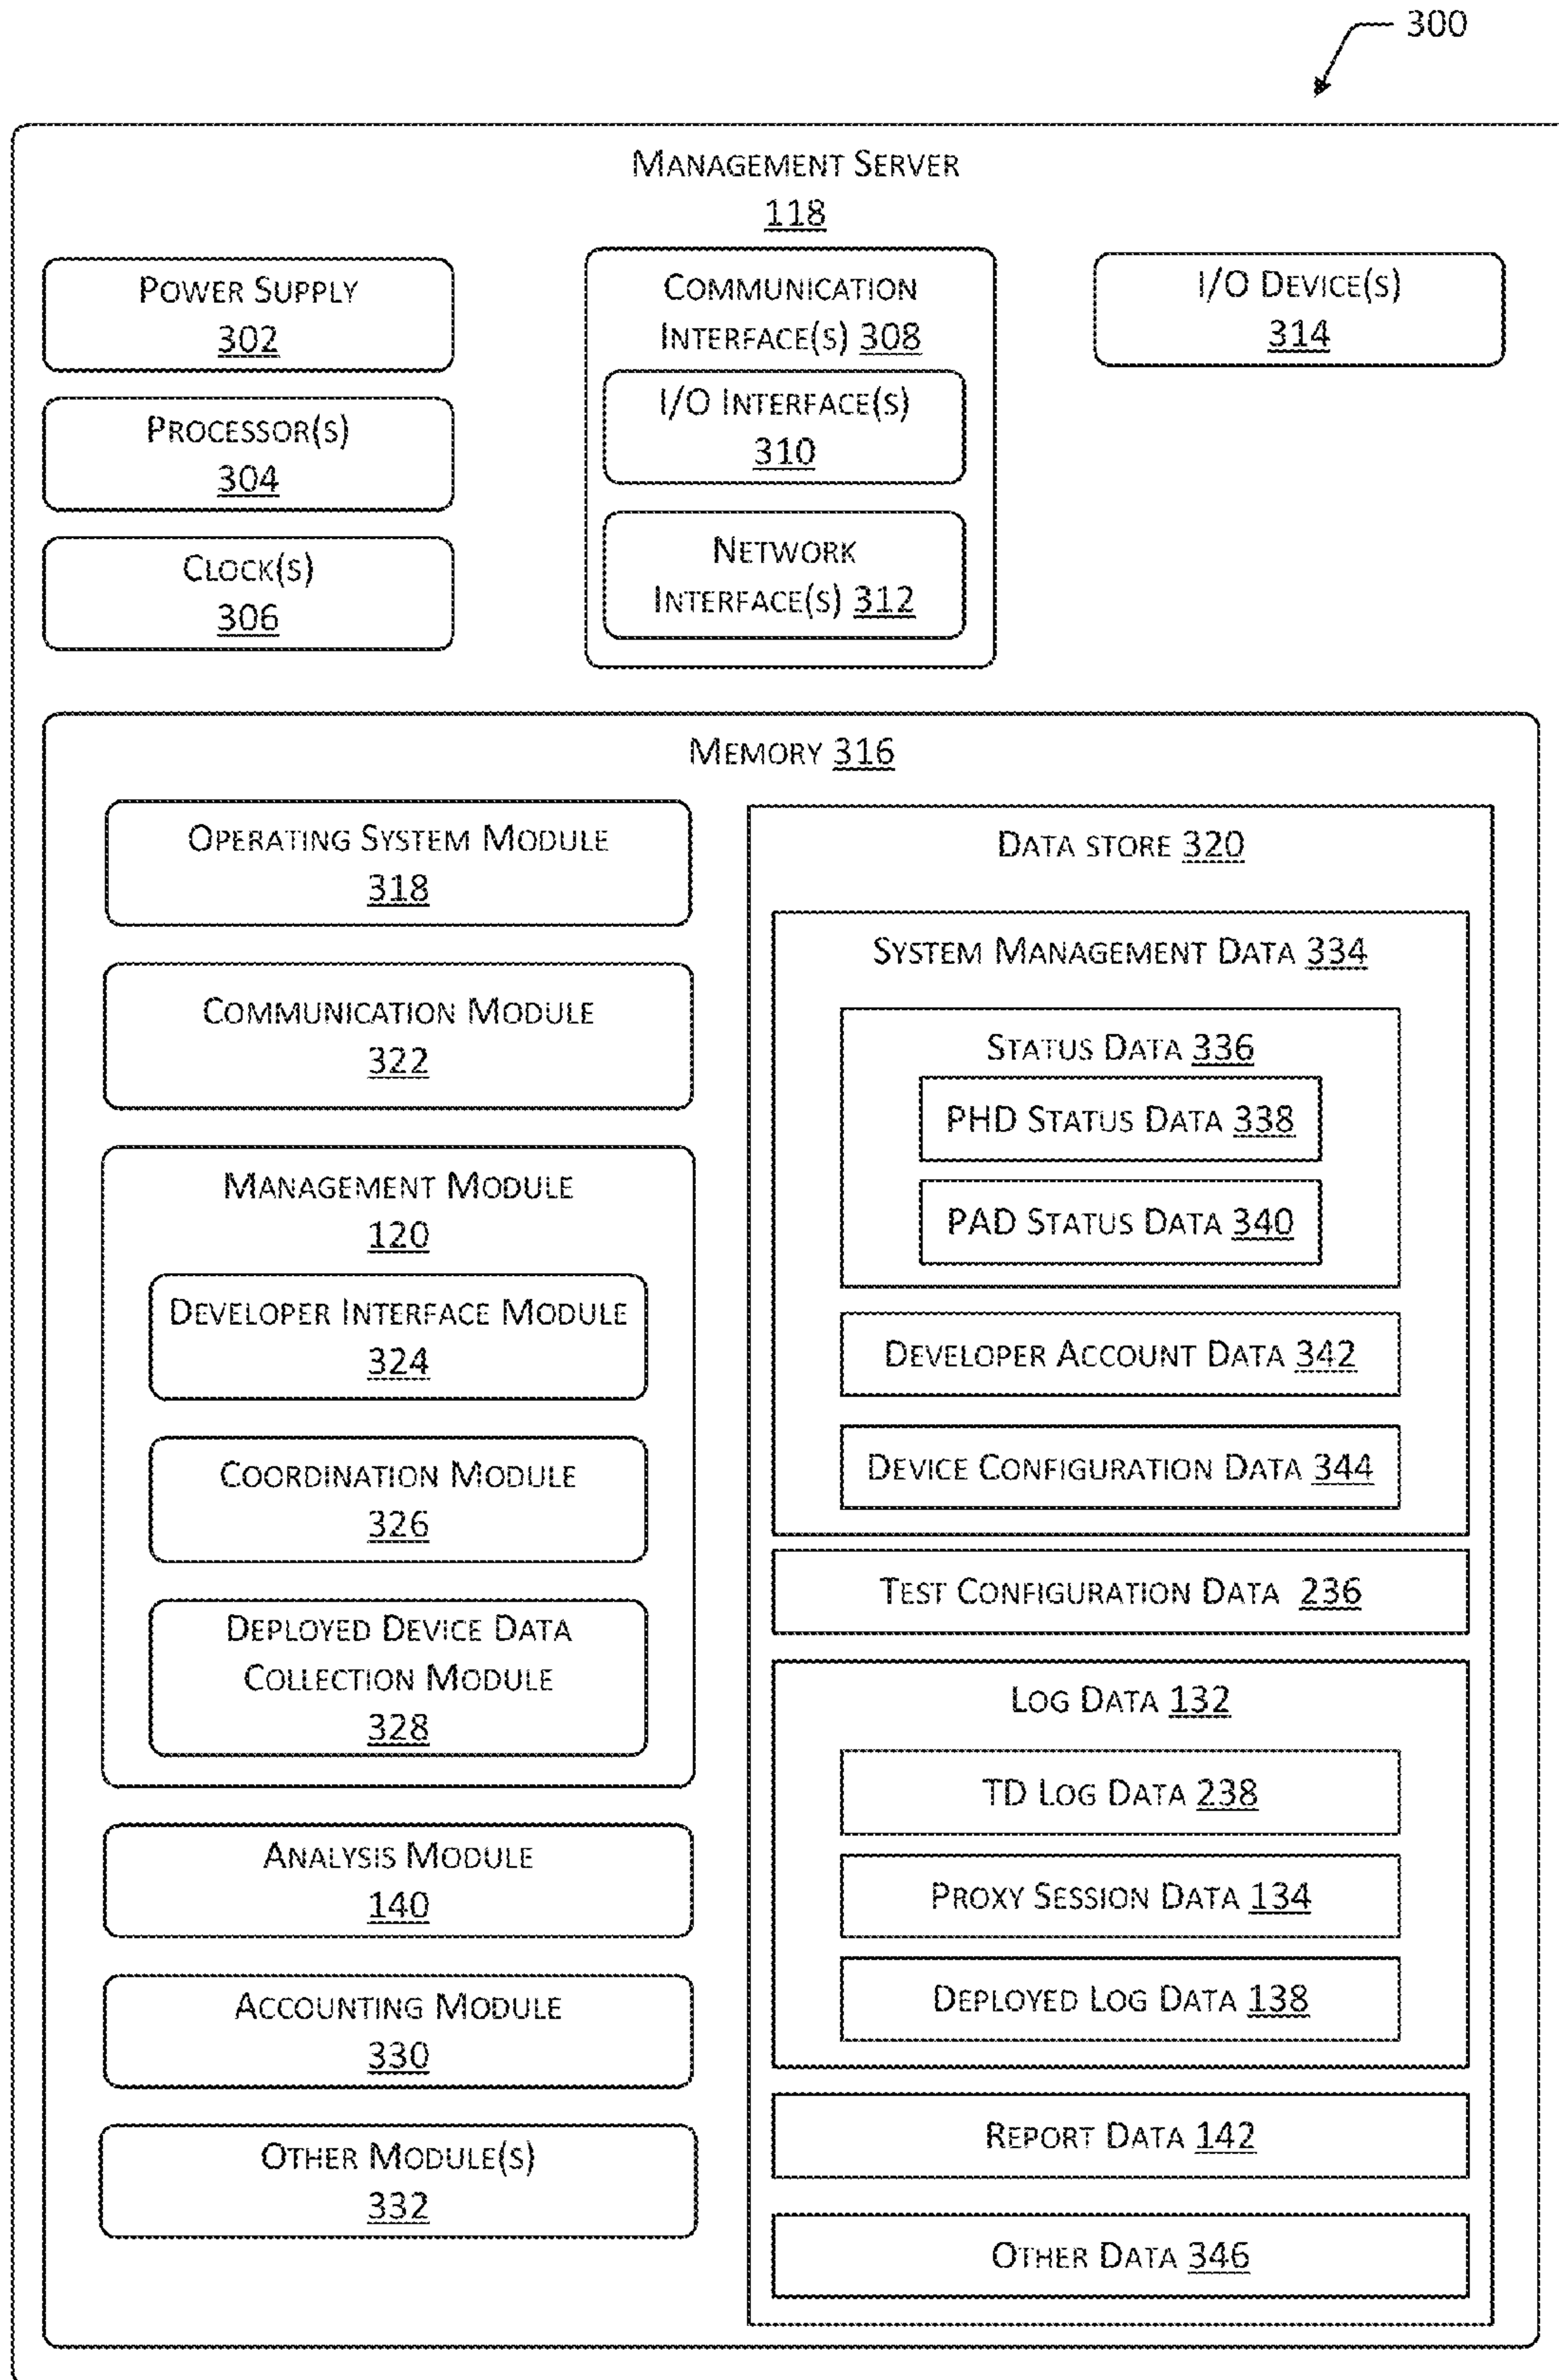 300
MANAGEMENT SERVER
118
POWER SUPPLY
302
PROCESSOR(S)
304
CLOCK(S)
306
COMMUNICATION
INTERFACE(S) 308
I/O INTERFACE(S)
310
NETWORK
INTERFACE(S) 312
I/O DEVICE(S)
314
MEMORY 316
OPERATING SYSTEM MODULE
318
COMMUNICATION MODULE
322
MANAGEMENT MODULE
120
DEVELOPER INTERFACE MODULE
324
COORDINATION MODULE
326
DEPLOYED DEVICE DATA
COLLECTION MODULE
328
ANALYSIS MODULE
140
ACCOUNTING MODULE
330
OTHER MODULE(S)
332
DATA STORE 320
SYSTEM MANAGEMENT DATA 334
STATUS DATA 336
PHD STATUS DATA 338
PAD STATUS DATA 340
DEVELOPER ACCOUNT DATA 342
DEVICE CONFIGURATION DATA 344
TEST CONFIGURATION DATA 236
LOG DATA 132
TD LOG DATA 238
PROXY SESSION DATA 134
DEPLOYED LOG DATA 138
REPORT DATA 142
OTHER DATA 346